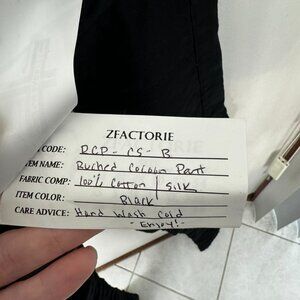 ZFACTORIE
CODE: RCP - CS - B
NAME: Ruched Cocoon Pant
FABRIC COMP: 100% Cotton / Silk
ITEM COLOR: Black
CARE ADVICE: Hand Wash Cold
- Enjoy! -